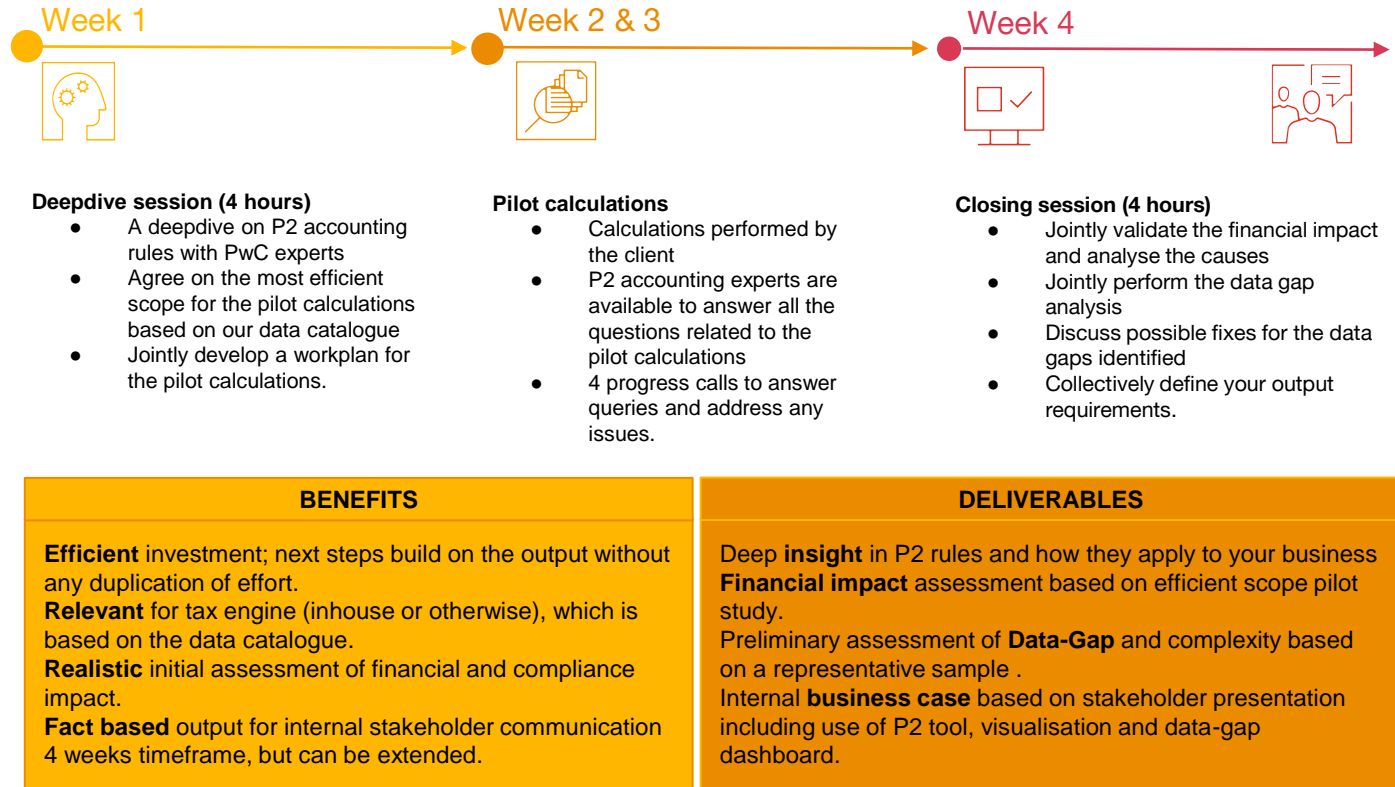 Week 1
Week 2 & 3
Week 4
Deepdive session (4 hours)
● A deepdive on P2 accounting
rules with PwC experts
● Agree on the most efficient
scope for the pilot calculations
based on our data catalogue
● Jointly develop a workplan for
the pilot calculations.
Pilot calculations
● Calculations performed by
the client
● P2 accounting experts are
available to answer all the
questions related to the
pilot calculations
● 4 progress calls to answer
queries and address any
issues.
Closing session (4 hours)
● Jointly validate the financial impact
and analyse the causes
● Jointly perform the data gap
analysis
● Discuss possible fixes for the data
gaps identified
● Collectively define your output
requirements.
BENEFITS
Efficient investment; next steps build on the output without
any duplication of effort.
Relevant for tax engine (inhouse or otherwise), which is
based on the data catalogue.
Realistic initial assessment of financial and compliance
impact.
Fact based output for internal stakeholder communication
4 weeks timeframe, but can be extended.
DELIVERABLES
Deep insight in P2 rules and how they apply to your business
Financial impact assessment based on efficient scope pilot
study.
Preliminary assessment of Data-Gap and complexity based
on a representative sample .
Internal business case based on stakeholder presentation
including use of P2 tool, visualisation and data-gap
dashboard.